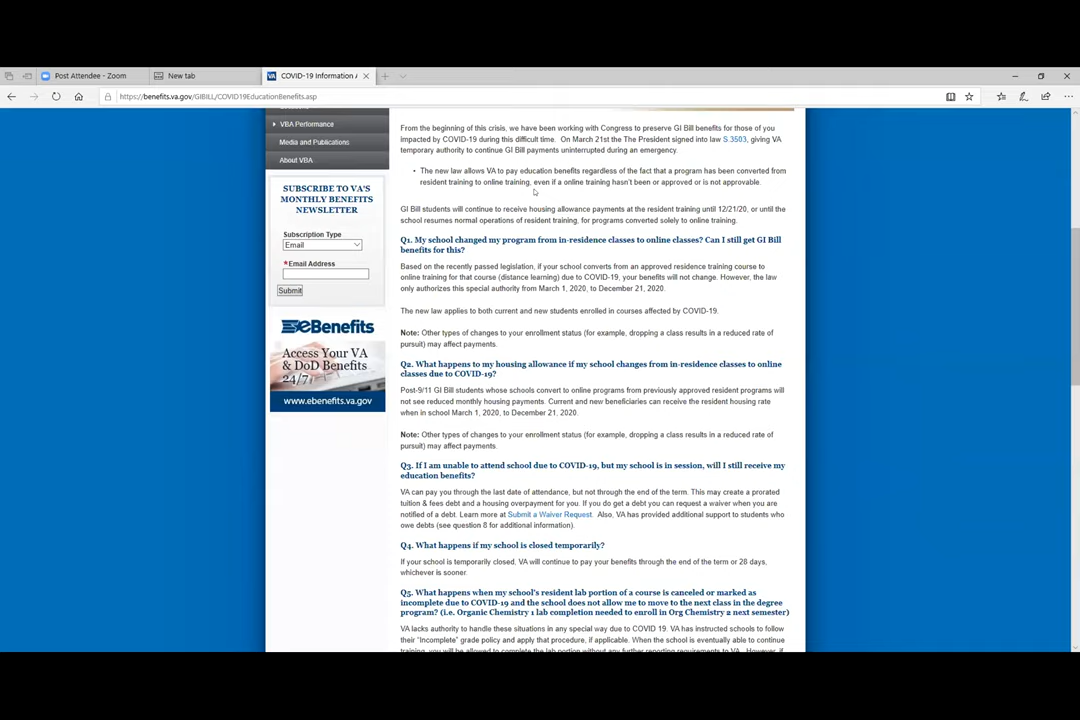 Post Attendee - Zoom
New tab
COVID-19 Information A
https://benefits.va.gov/GIBILL/COVID19EducationBenefits.asp
VBA Performance
Media and Publications
About VBA
SUBSCRIBE TO VA'S
MONTHLY BENEFITS
NEWSLETTER
Subscription Type
Email
*Email Address
Submit
eBenefits
Access Your VA
& DoD Benefits
24/7
www.ebenefits.va.gov
From the beginning of this crisis, we have been working with Congress to preserve GI Bill benefits for those of you
impacted by COVID-19 during this difficult time. On March 21st the The President signed into law S.3503, giving VA
temporary authority to continue GI Bill payments uninterrupted during an emergency.
• The new law allows VA to pay education benefits regardless of the fact that a program has been converted from
resident training to online training, even if a online training hasn't been or approved or is not approvable.
GI Bill students will continue to receive housing allowance payments at the resident training until 12/21/20, or until the
school resumes normal operations of resident training, for programs converted solely to online training.
Q1. My school changed my program from in-residence classes to online classes? Can I still get GI Bill
benefits for this?
Based on the recently passed legislation, if your school converts from an approved residence training course to
online training for that course (distance learning) due to COVID-19, your benefits will not change. However, the law
only authorizes this special authority from March 1, 2020, to December 21, 2020.
The new law applies to both current and new students enrolled in courses affected by COVID-19.
Note: Other types of changes to your enrollment status (for example, dropping a class results in a reduced rate of
pursuit) may affect payments.
Q2. What happens to my housing allowance if my school changes from in-residence classes to online
classes due to COVID-19?
Post-9/11 GI Bill students whose schools convert to online programs from previously approved resident programs will
not see reduced monthly housing payments. Current and new beneficiaries can receive the resident housing rate
when in school March 1, 2020, to December 21, 2020.
Note: Other types of changes to your enrollment status (for example, dropping a class results in a reduced rate of
pursuit) may affect payments.
Q3. If I am unable to attend school due to COVID-19, but my school is in session, will I still receive my
education benefits?
VA can pay you through the last date of attendance, but not through the end of the term. This may create a prorated
tuition & fees debt and a housing overpayment for you. If you do get a debt you can request a waiver when you are
notified of a debt. Learn more at Submit a Waiver Request. Also, VA has provided additional support to students who
owe debts (see question 8 for additional information).
Q4. What happens if my school is closed temporarily?
If your school is temporarily closed, VA will continue to pay your benefits through the end of the term or 28 days,
whichever is sooner.
Q5. What happens when my school's resident lab portion of a course is canceled or marked as
incomplete due to COVID-19 and the school does not allow me to move to the next class in the degree
program? (i.e. Organic Chemistry 1 lab completion needed to enroll in Org Chemistry 2 next semester)
VA lacks authority to handle these situations in any special way due to COVID 19. VA has instructed schools to follow
their "Incomplete" grade policy and apply that procedure, if applicable. When the school is eventually able to continue
training, you will be allowed to complete the lab portion without any further reporting requirements to VA. However, if